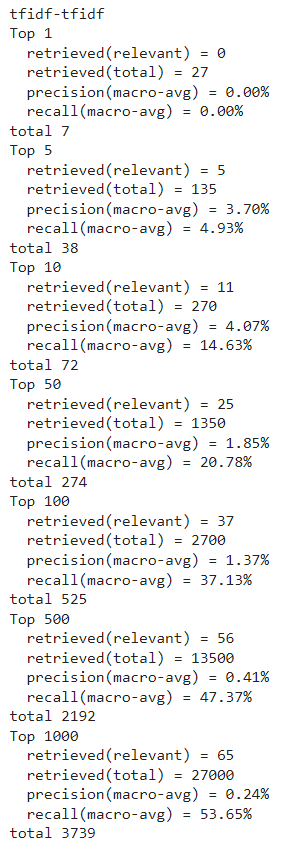 tfidf-tfidf
Top 1
  retrieved(relevant) = 0
  retrieved(total) = 27
  precision(macro-avg) = 0.00%
  recall(macro-avg) = 0.00%
total 7
Top 5
  retrieved(relevant) = 5
  retrieved(total) = 135
  precision(macro-avg) = 3.70%
  recall(macro-avg) = 4.93%
total 38
Top 10
  retrieved(relevant) = 11
  retrieved(total) = 270
  precision(macro-avg) = 4.07%
  recall(macro-avg) = 14.63%
total 72
Top 50
  retrieved(relevant) = 25
  retrieved(total) = 1350
  precision(macro-avg) = 1.85%
  recall(macro-avg) = 20.78%
total 274
Top 100
  retrieved(relevant) = 37
  retrieved(total) = 2700
  precision(macro-avg) = 1.37%
  recall(macro-avg) = 37.13%
total 525
Top 500
  retrieved(relevant) = 56
  retrieved(total) = 13500
  precision(macro-avg) = 0.41%
  recall(macro-avg) = 47.37%
total 2192
Top 1000
  retrieved(relevant) = 65
  retrieved(total) = 27000
  precision(macro-avg) = 0.24%
  recall(macro-avg) = 53.65%
total 3739